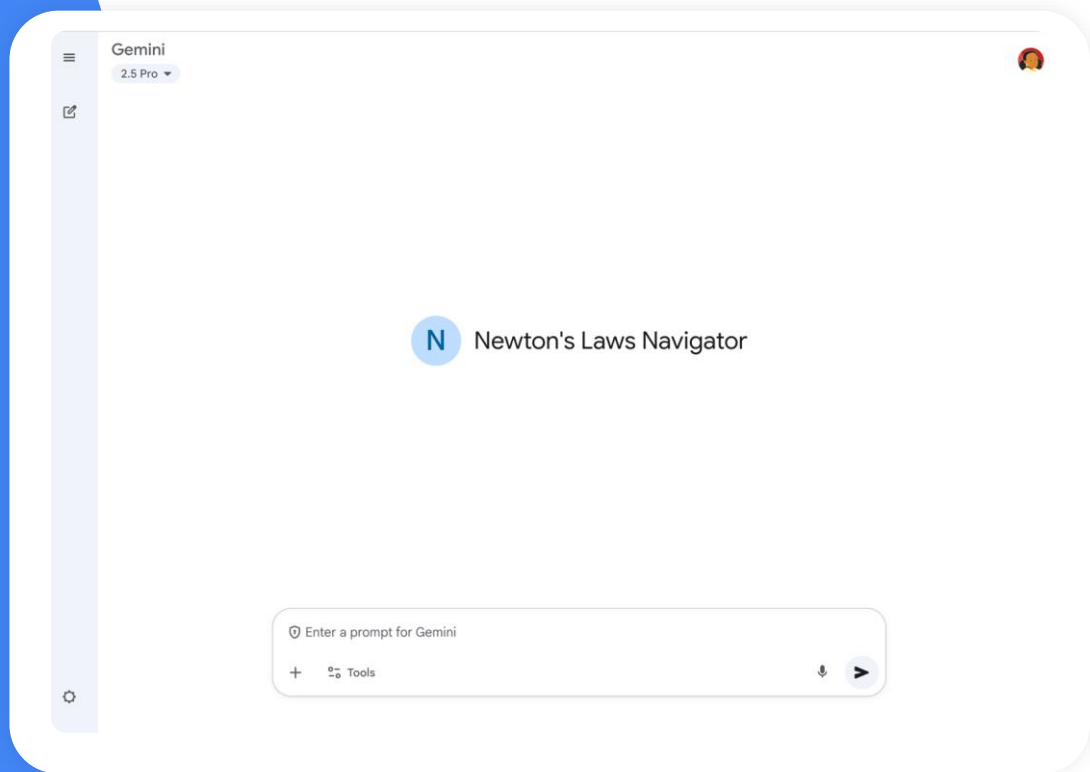 Gemini
2.5 Pro
N
Newton's Laws Navigator
Enter a prompt for Gemini
Tools